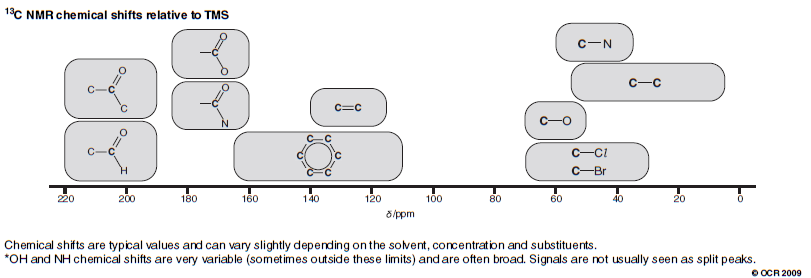 ¹³C NMR chemical shifts relative to TMS
C—N
O
—C
O
O
C—C
C
C
C=C
O
—C
N
C—O
O
C
C
H
C—C
C
C
C—C
C—Cl
C—Br
220 200 180 160 140 120 100 80 60 40 20 0
δ/ppm
Chemical shifts are typical values and can vary slightly depending on the solvent, concentration and substituents.
*OH and NH chemical shifts are very variable (sometimes outside these limits) and are often broad. Signals are not usually seen as split peaks.
© OCR 2009